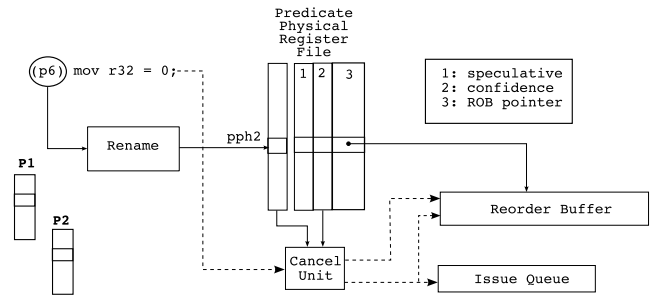 Predicate
Physical
Register
File
(p6) mov r32 = 0;
1 2 3
1: speculative
2: confidence
3: ROB pointer
Rename
pph2
P1
P2
Reorder Buffer
Cancel
Unit
Issue Queue